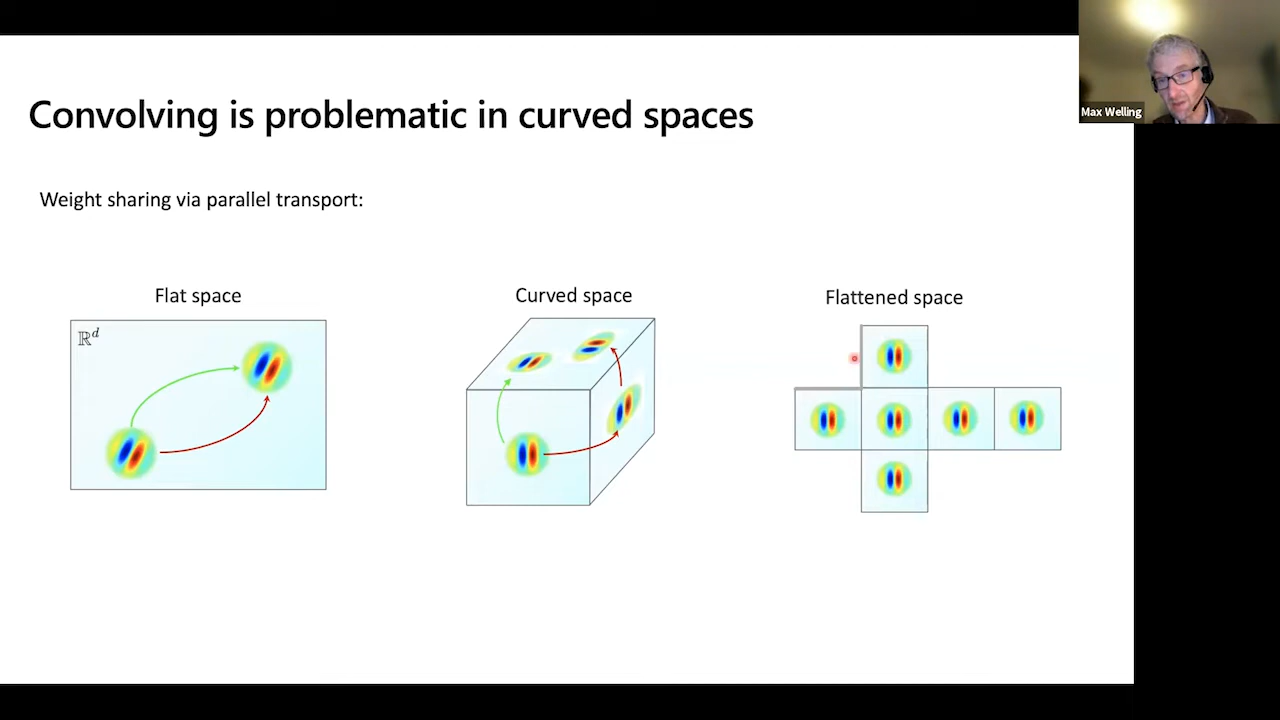 Max Welling
Convolving is problematic in curved spaces
Weight sharing via parallel transport:
Flat space
Curved space
Flattened space
ℝᵈ